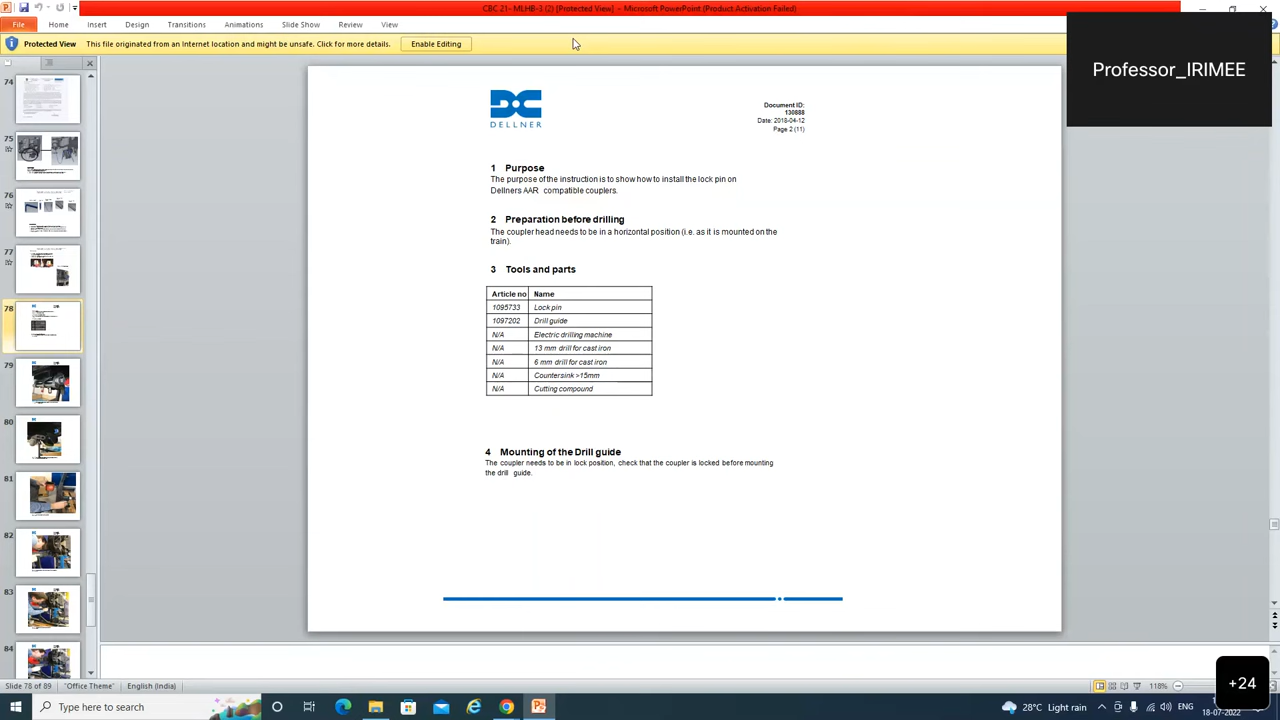 CBC 21- MLHB-3 (2) [Protected View] - Microsoft PowerPoint (Product Activation Failed)
File Home Insert Design Transitions Animations Slide Show Review View
Protected View This file originated from an Internet location and might be unsafe. Click for more details. Enable Editing
Professor_IRIMEE
74
75
76
77
78
79
80
81
82
83
84
DELLNER
Document ID:
130888
Date: 2018-04-12
Page 2 (11)
1 Purpose
The purpose of the instruction is to show how to install the lock pin on
Dellners AAR compatible couplers.
2 Preparation before drilling
The coupler head needs to be in a horizontal position (i.e. as it is mounted on the
train).
3 Tools and parts
Article no Name
1095733 Lock pin
1097202 Drill guide
N/A Electric drilling machine
N/A 13 mm drill for cast iron
N/A 6 mm drill for cast iron
N/A Countersink >15mm
N/A Cutting compound
4 Mounting of the Drill guide
The coupler needs to be in lock position, check that the coupler is locked before mounting
the drill guide.
Slide 78 of 89 "Office Theme" English (India) 118%
+24
Type here to search 28°C Light rain ENG
18-07-2022